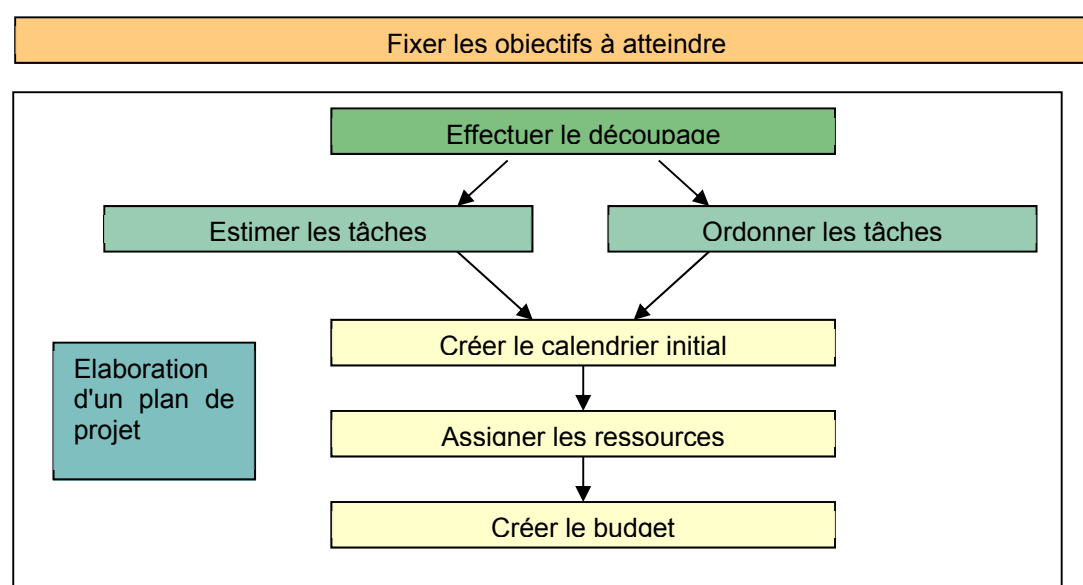 Fixer les objectifs à atteindre
Effectuer le découpage
Estimer les tâches
Ordonner les tâches
Créer le calendrier initial
Elaboration
d'un plan de
projet
Assigner les ressources
Créer le budget